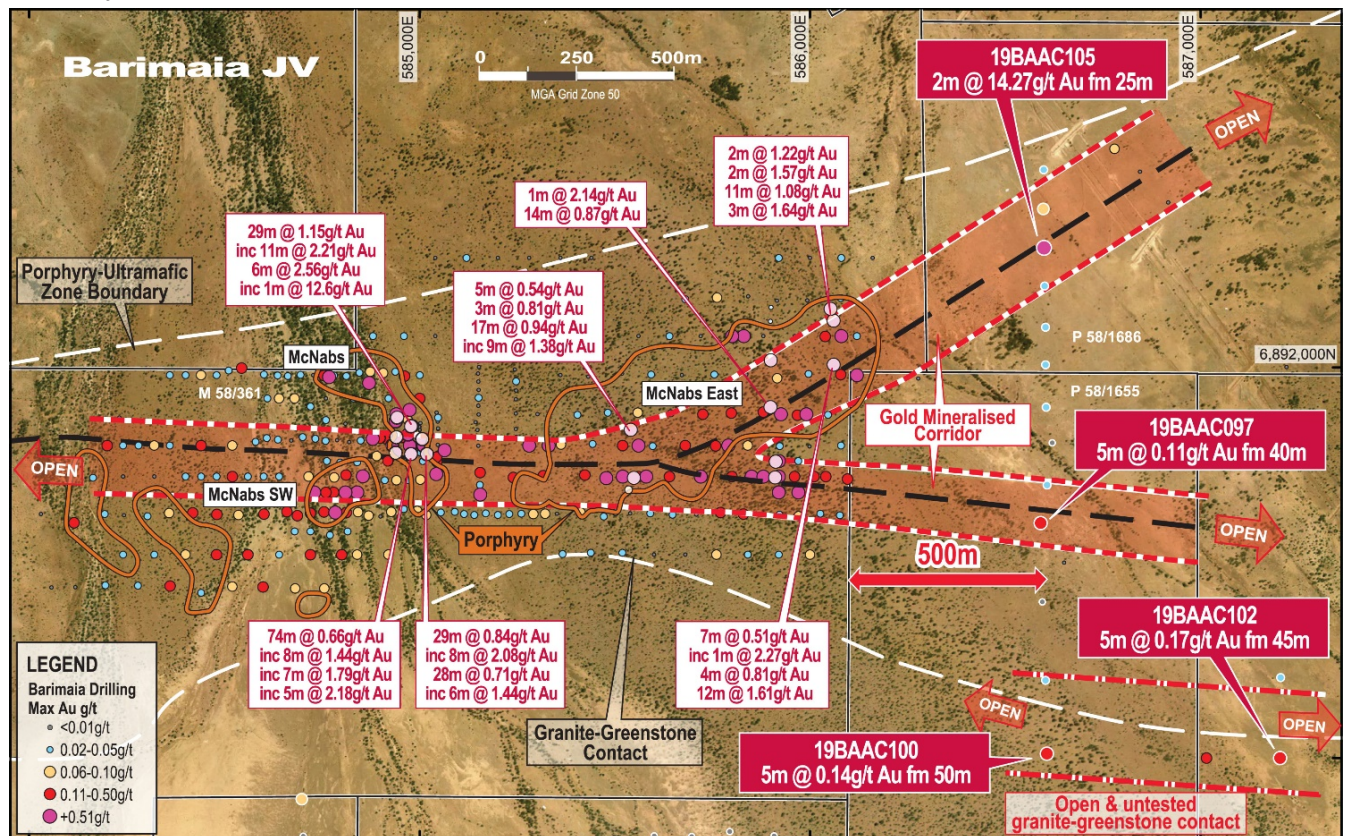 Barimaia JV
585,000E
0 250 500m
MGA Grid Zone 50
586,000E
587,000E
19BAAC105
2m @ 14.27g/t Au fm 25m
OPEN
2m @ 1.22g/t Au
2m @ 1.57g/t Au
11m @ 1.08g/t Au
3m @ 1.64g/t Au
1m @ 2.14g/t Au
14m @ 0.87g/t Au
29m @ 1.15g/t Au
inc 11m @ 2.21g/t Au
6m @ 2.56g/t Au
inc 1m @ 12.6g/t Au
Porphyry-Ultramafic
Zone Boundary
5m @ 0.54g/t Au
3m @ 0.81g/t Au
17m @ 0.94g/t Au
inc 9m @ 1.38g/t Au
P 58/1686
6,892,000N
McNabs
M 58/361
McNabs East
P 58/1655
Gold Mineralised
Corridor
19BAAC097
5m @ 0.11g/t Au fm 40m
OPEN
McNabs SW
Porphyry
OPEN
500m
19BAAC102
5m @ 0.17g/t Au fm 45m
74m @ 0.66g/t Au
inc 8m @ 1.44g/t Au
inc 7m @ 1.79g/t Au
inc 5m @ 2.18g/t Au
29m @ 0.84g/t Au
inc 8m @ 2.08g/t Au
28m @ 0.71g/t Au
inc 6m @ 1.44g/t Au
7m @ 0.51g/t Au
inc 1m @ 2.27g/t Au
4m @ 0.81g/t Au
12m @ 1.61g/t Au
OPEN
OPEN
Granite-Greenstone
Contact
19BAAC100
5m @ 0.14g/t Au fm 50m
Open & untested
granite-greenstone contact
LEGEND
Barimaia Drilling
Max Au g/t
<0.01g/t
0.02-0.05g/t
0.06-0.10g/t
0.11-0.50g/t
+0.51g/t